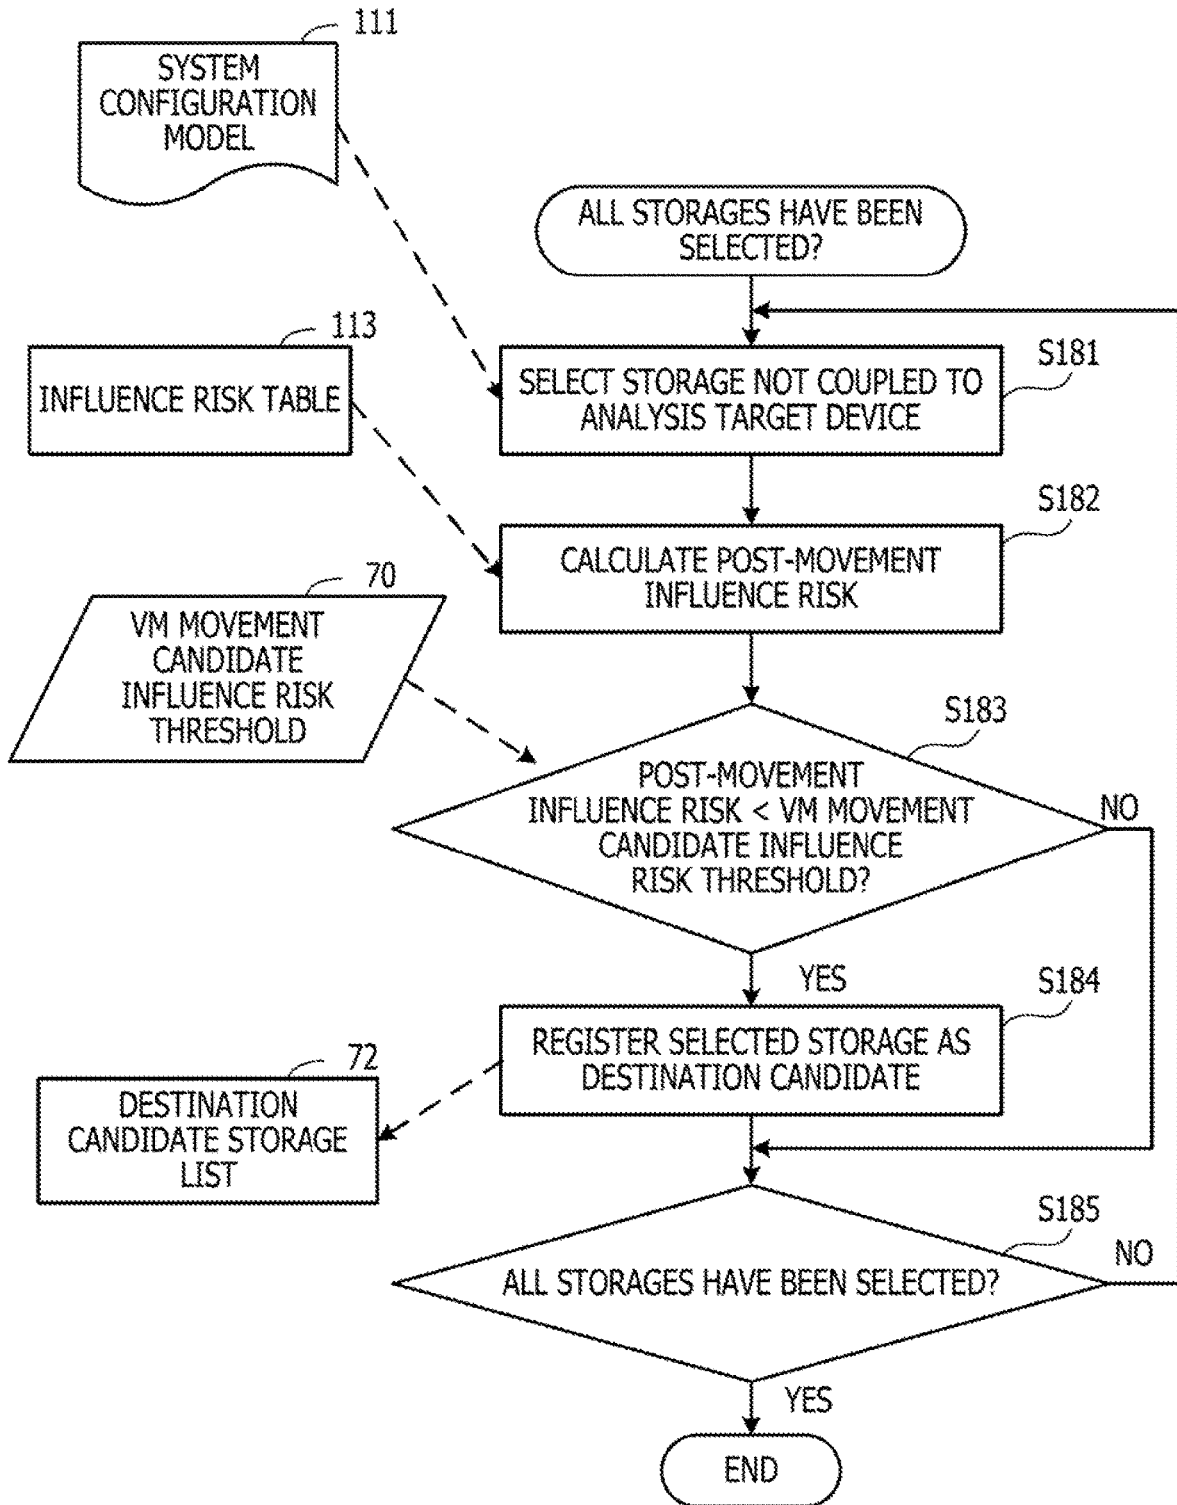 111
SYSTEM
CONFIGURATION
MODEL
ALL STORAGES HAVE BEEN
SELECTED?
113
INFLUENCE RISK TABLE
S181
SELECT STORAGE NOT COUPLED TO
ANALYSIS TARGET DEVICE
S182
CALCULATE POST-MOVEMENT
INFLUENCE RISK
70
VM MOVEMENT
CANDIDATE
INFLUENCE RISK
THRESHOLD
S183
POST-MOVEMENT
INFLUENCE RISK < VM MOVEMENT
CANDIDATE INFLUENCE
RISK THRESHOLD?
NO
YES
S184
REGISTER SELECTED STORAGE AS
DESTINATION CANDIDATE
72
DESTINATION
CANDIDATE STORAGE
LIST
S185
ALL STORAGES HAVE BEEN SELECTED?
NO
YES
END